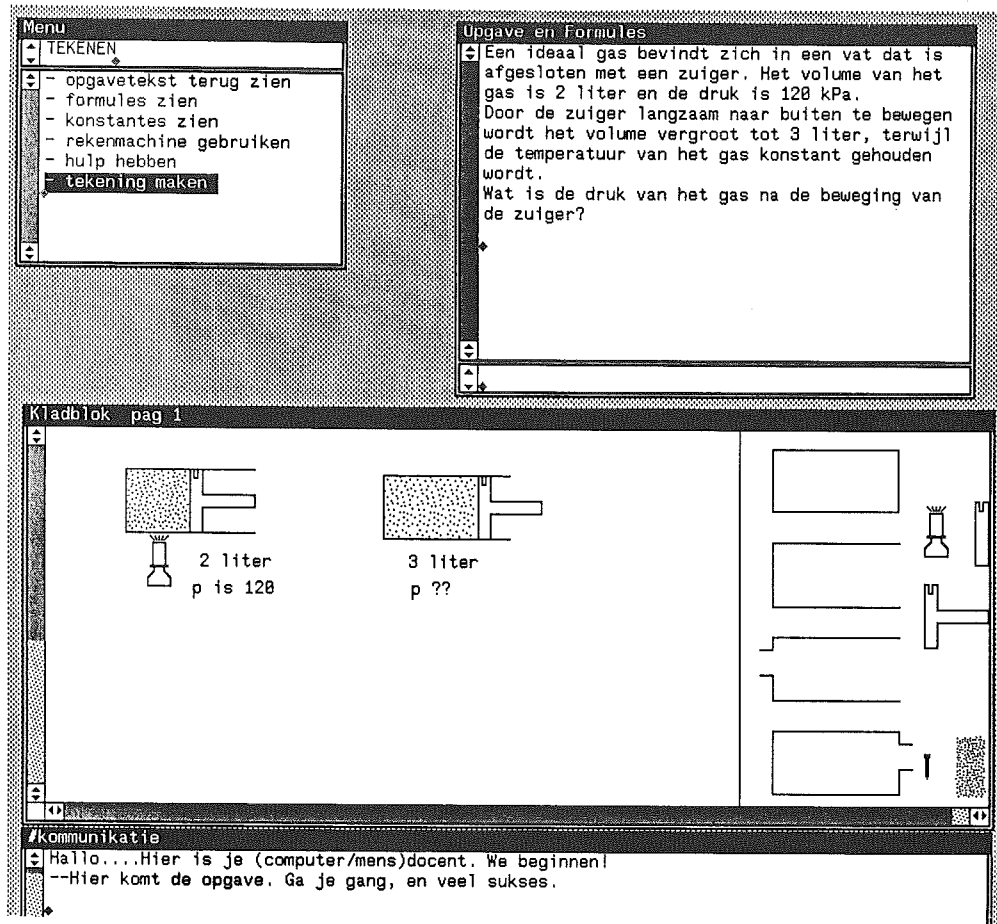 Menu
TEKENEN
- opgavetekst terug zien
- formules zien
- konstantes zien
- rekenmachine gebruiken
- hulp hebben
- tekening maken
Opgave en Formules
Een ideaal gas bevindt zich in een vat dat is
afgesloten met een zuiger. Het volume van het
gas is 2 liter en de druk is 120 kPa.
Door de zuiger langzaam naar buiten te bewegen
wordt het volume vergroot tot 3 liter, terwijl
de temperatuur van het gas konstant gehouden
wordt.
Wat is de druk van het gas na de beweging van
de zuiger?
Kladblok pag 1
2 liter
p is 120
3 liter
p ??
#kommunikatie
Hallo....Hier is je (computer/mens)docent. We beginnen!
--Hier komt de opgave. Ga je gang, en veel sukses.